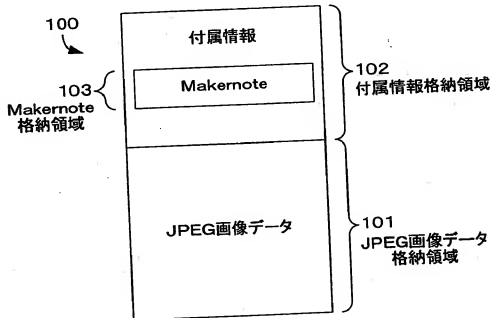 100
付属情報
103
Makernote
格納領域
Makernote
102
付属情報格納領域
JPEG画像データ
101
JPEG画像データ
格納領域